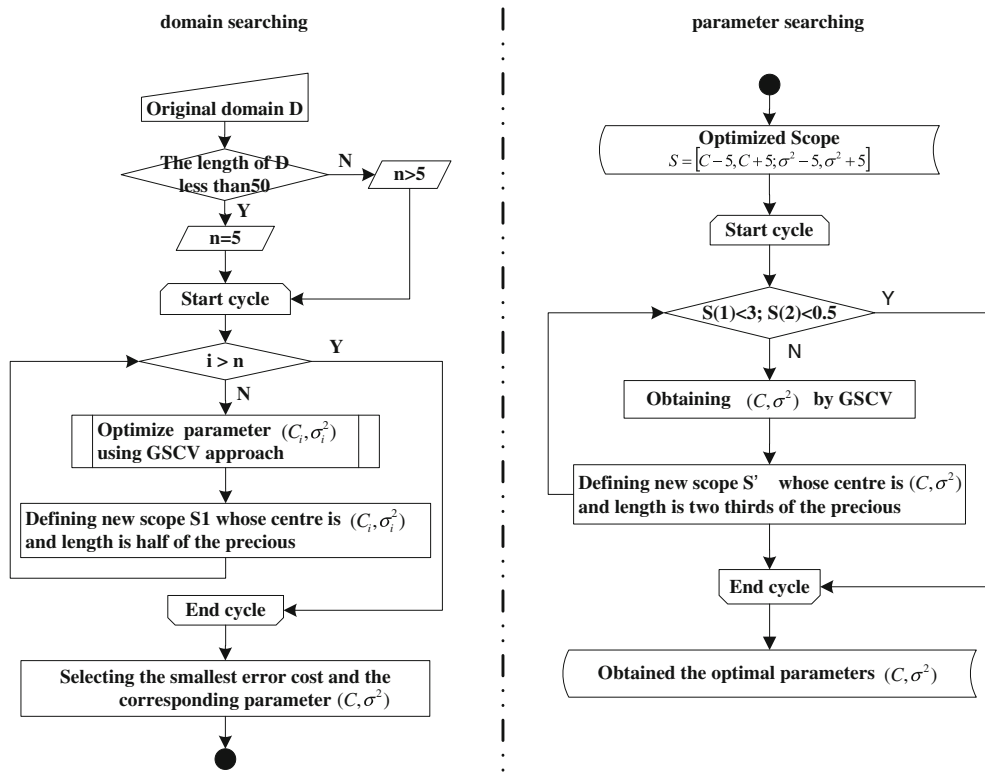 domain searching
Original domain D
The length of D
less than50
N
n>5
Y
n=5
Start cycle
i > n
Y
N
Optimize parameter (C_i, σ_i^2)
using GSCV approach
Defining new scope S1 whose centre is (C_i, σ_i^2)
and length is half of the precious
End cycle
Selecting the smallest error cost and the
corresponding parameter (C, σ^2)
parameter searching
Optimized Scope
S = [C−5, C+5; σ^2−5, σ^2+5]
Start cycle
S(1)<3; S(2)<0.5
Y
N
Obtaining (C, σ^2) by GSCV
Defining new scope S' whose centre is (C, σ^2)
and length is two thirds of the precious
End cycle
Obtained the optimal parameters (C, σ^2)